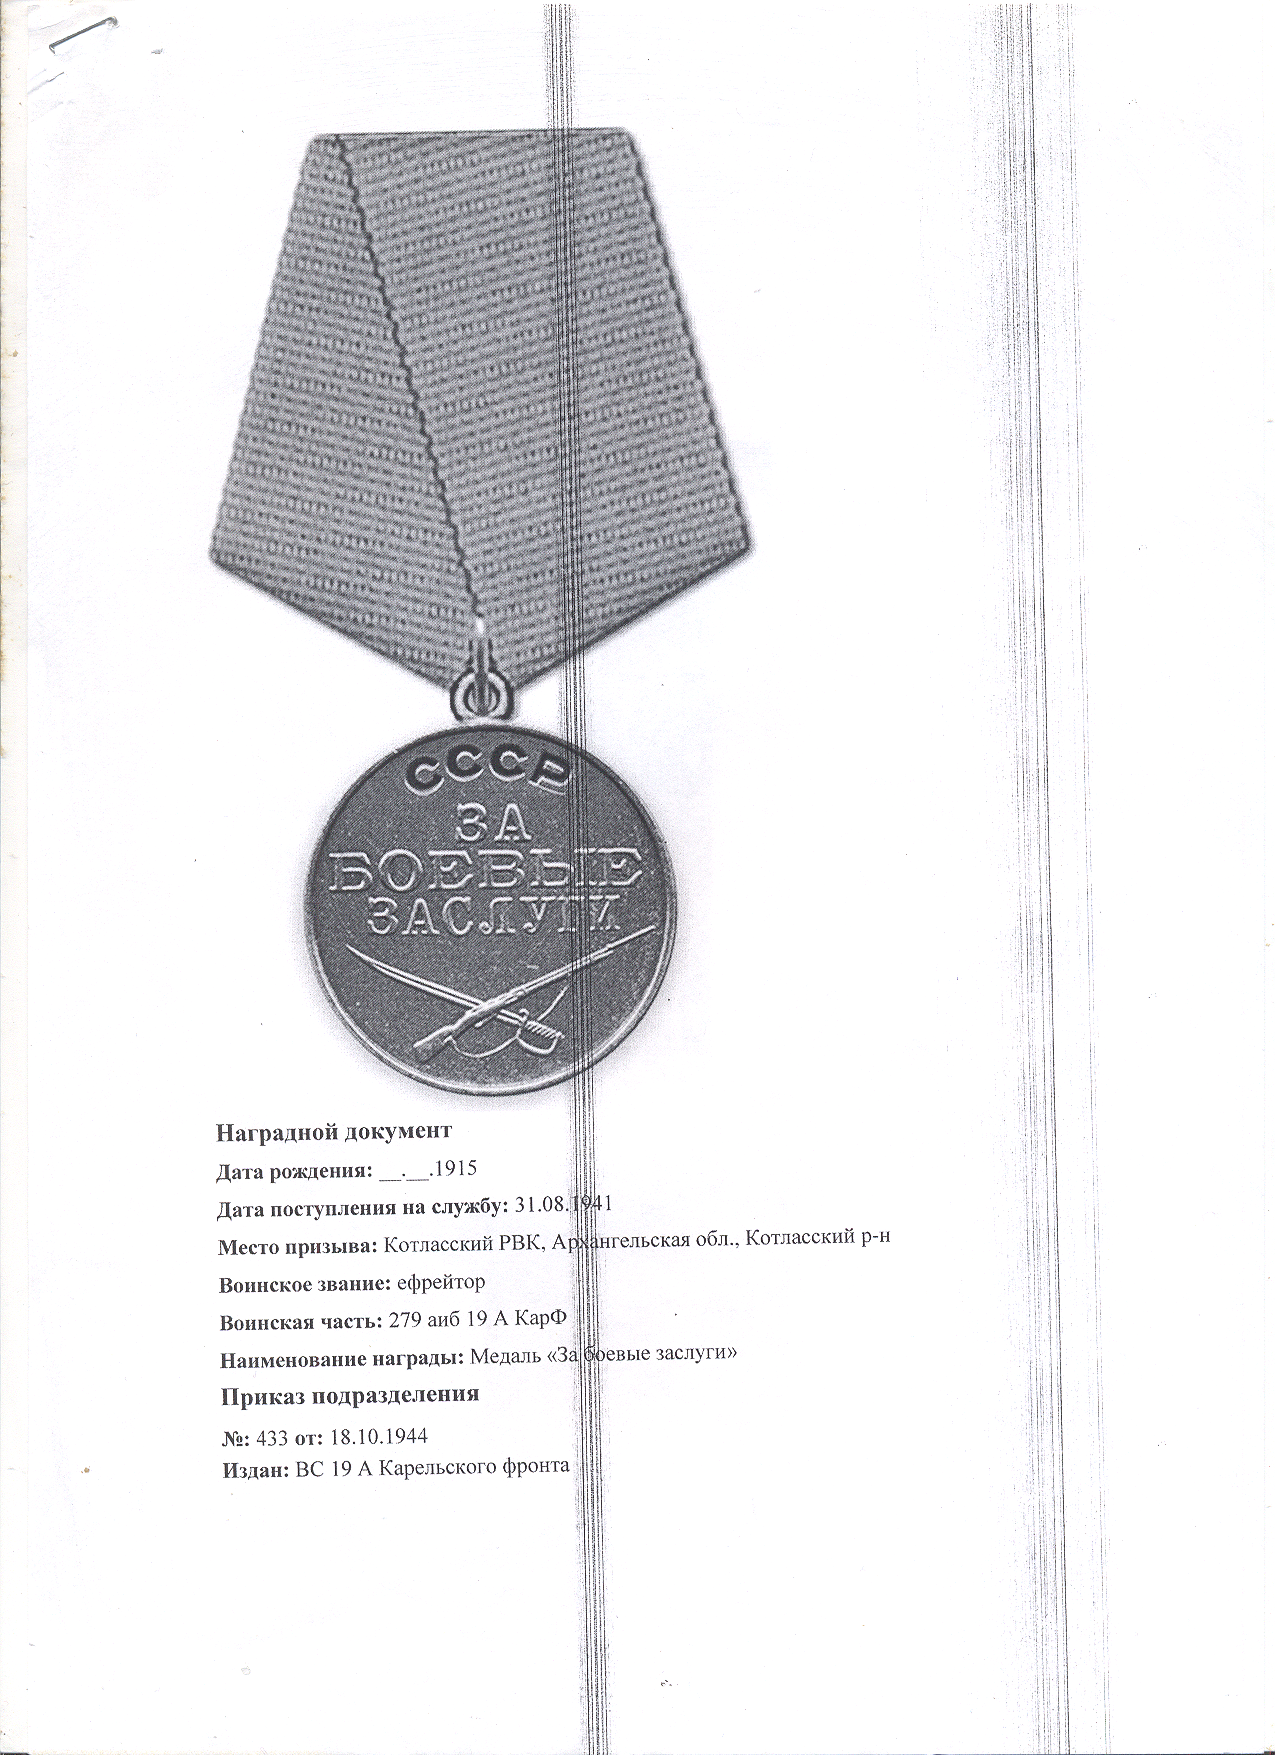 СССР
ЗА
БОЕВЫЕ
ЗАСЛУГИ
Наградной документ
Дата рождения: __.__.1915
Дата поступления на службу: 31.08.1941
Место призыва: Котласский РВК, Архангельская обл., Котласский р-н
Воинское звание: ефрейтор
Воинская часть: 279 аиб 19 А КарФ
Наименование награды: Медаль «За боевые заслуги»
Приказ подразделения
№: 433 от: 18.10.1944
Издан: ВС 19 А Карельского фронта